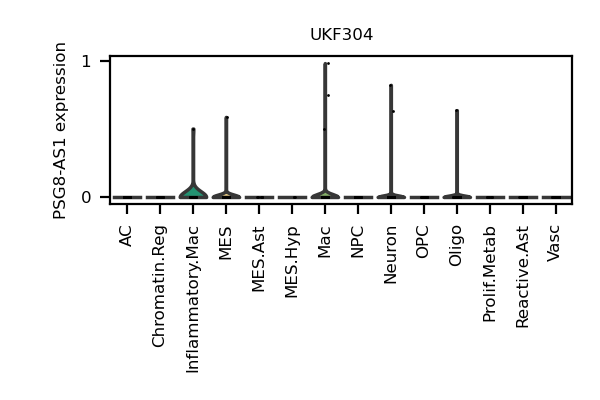 UKF304
PSG8-AS1 expression
1
0
AC
Chromatin.Reg
Inflammatory.Mac
MES
MES.Ast
MES.Hyp
Mac
NPC
Neuron
OPC
Oligo
Prolif.Metab
Reactive.Ast
Vasc